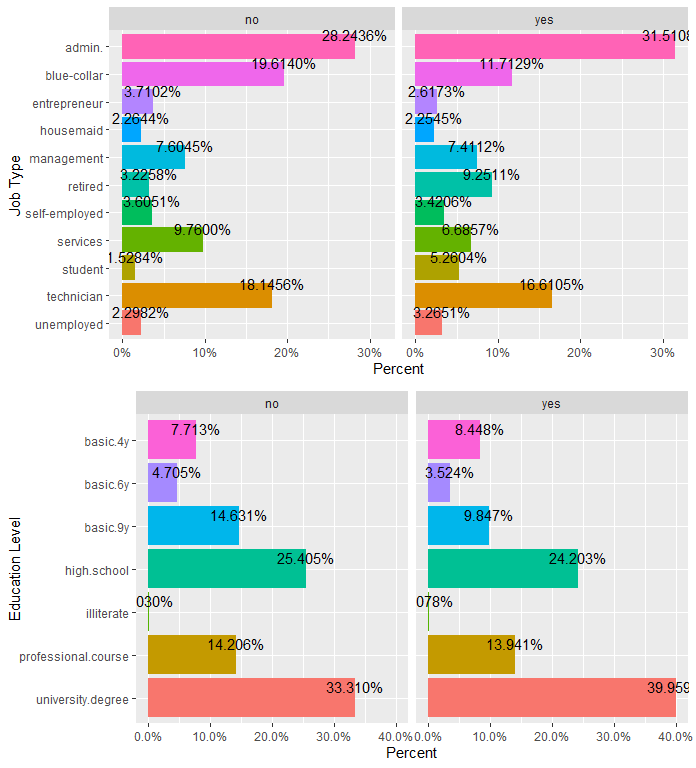 no yes
admin. 28.2436% 31.5108
blue-collar 19.6140% 11.7129%
entrepreneur 3.7102% 2.6173%
housemaid 2.2644% 2.2545%
management 7.6045% 7.4112%
retired 3.2258% 9.2511%
self-employed 3.6051% 3.4206%
services 9.7600% 6.6857%
student 1.5284% 5.2604%
technician 18.1456% 16.6105%
unemployed 2.2982% 3.2651%
Job Type
0% 10% 20% 30% 0% 10% 20% 30%
Percent
no yes
basic.4y 7.713% 8.448%
basic.6y 4.705% 3.524%
basic.9y 14.631% 9.847%
high.school 25.405% 24.203%
illiterate 030% 078%
professional.course 14.206% 13.941%
university.degree 33.310% 39.959
Education Level
0.0% 10.0% 20.0% 30.0% 40.0% 0.0% 10.0% 20.0% 30.0% 40.0%
Percent